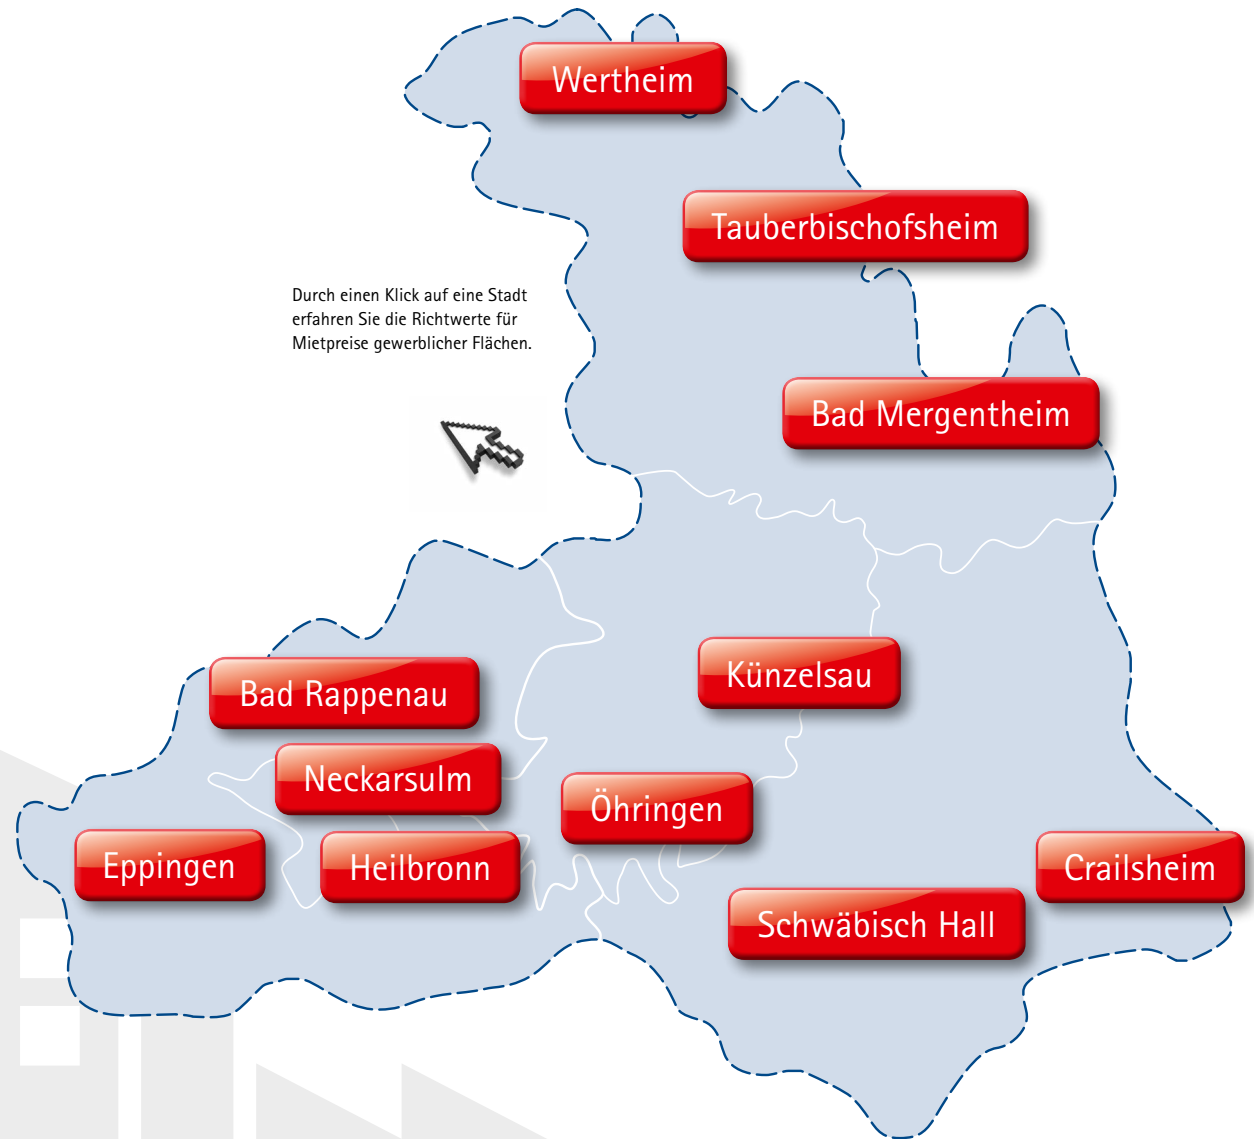 Wertheim
Tauberbischofsheim
Durch einen Klick auf eine Stadt
erfahren Sie die Richtwerte für
Mietpreise gewerblicher Flächen.
Bad Mergentheim
Künzelsau
Bad Rappenau
Neckarsulm
Öhringen
Eppingen
Heilbronn
Crailsheim
Schwäbisch Hall